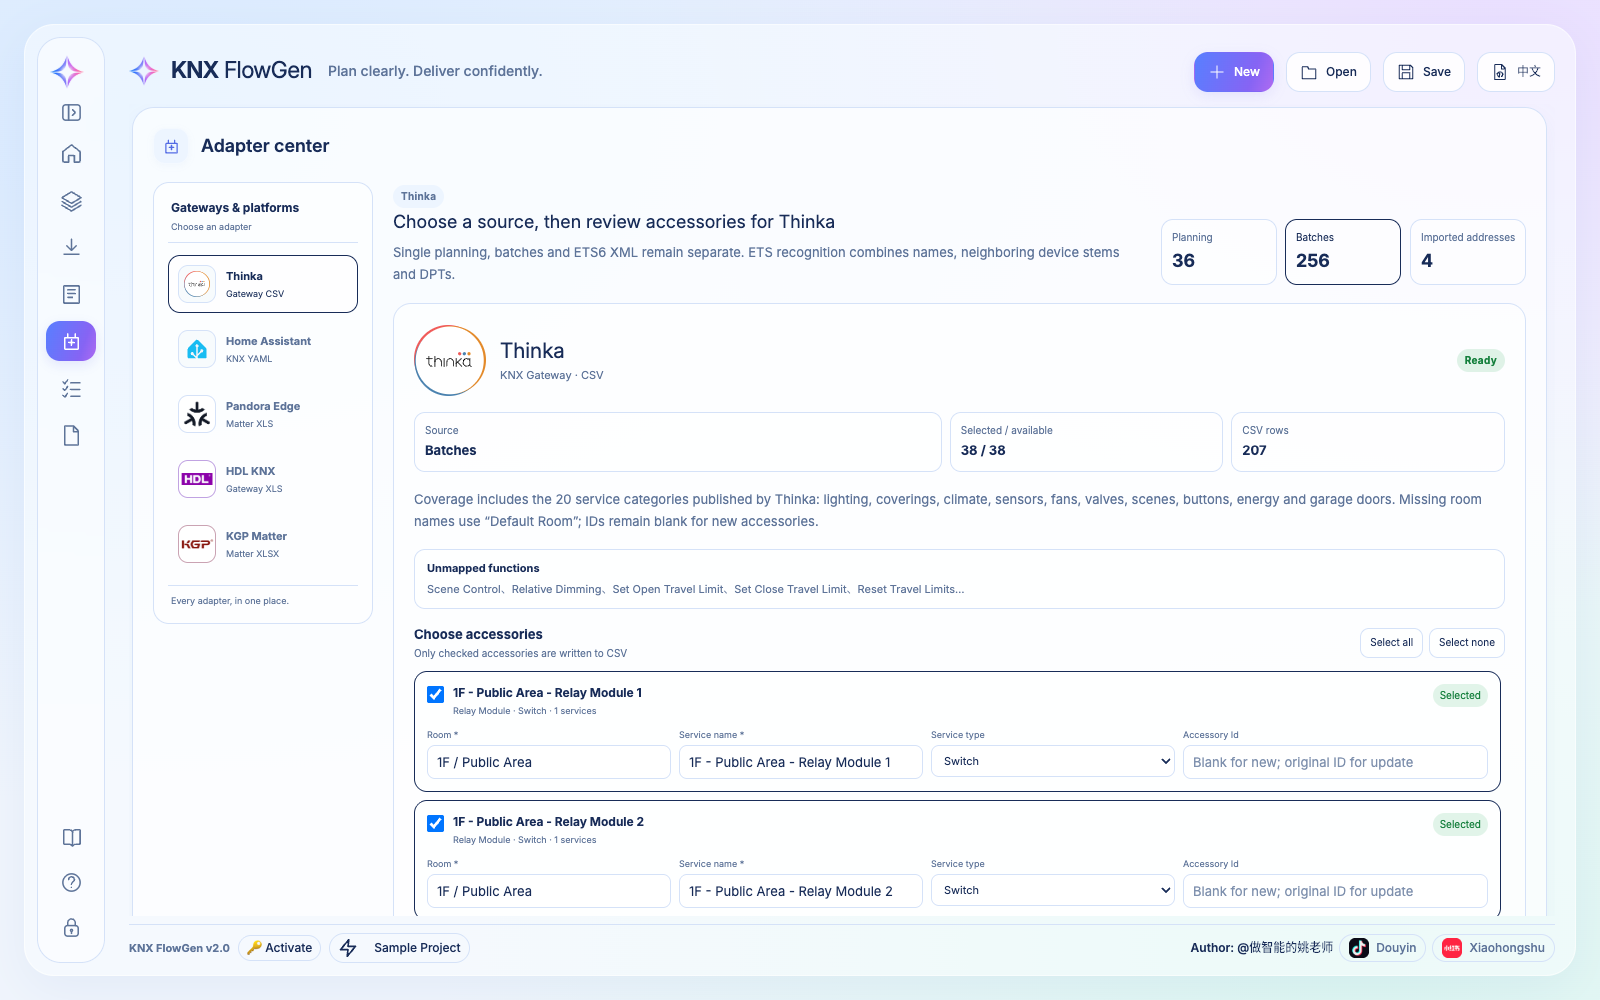 KNX FlowGen
Plan clearly. Deliver confidently.
New
Open
Save
中文
Adapter center
Gateways & platforms
Choose an adapter
thinka
Thinka
Gateway CSV
Home Assistant
KNX YAML
Pandora Edge
Matter XLS
HDL
HDL KNX
Gateway XLS
KGP
KGP Matter
Matter XLSX
Every adapter, in one place.
Thinka
Choose a source, then review accessories for Thinka
Single planning, batches and ETS6 XML remain separate. ETS recognition combines names, neighboring device stems
and DPTs.
Planning
36
Batches
256
Imported addresses
4
thinka
Thinka
KNX Gateway · CSV
Ready
Source
Batches
Selected / available
38 / 38
CSV rows
207
Coverage includes the 20 service categories published by Thinka: lighting, coverings, climate, sensors, fans, valves, scenes, buttons, energy and garage doors. Missing room
names use “Default Room”; IDs remain blank for new accessories.
Unmapped functions
Scene Control、Relative Dimming、Set Open Travel Limit、Set Close Travel Limit、Reset Travel Limits...
Choose accessories
Only checked accessories are written to CSV
Select all
Select none
1F - Public Area - Relay Module 1
Relay Module · Switch · 1 services
Selected
Room *
Service name *
Service type
Accessory Id
1F / Public Area
1F - Public Area - Relay Module 1
Switch
Blank for new; original ID for update
1F - Public Area - Relay Module 2
Relay Module · Switch · 1 services
Selected
Room *
Service name *
Service type
Accessory Id
1F / Public Area
1F - Public Area - Relay Module 2
Switch
Blank for new; original ID for update
KNX FlowGen v2.0
Activate
Sample Project
Author: @做智能的姚老师
Douyin
Xiaohongshu